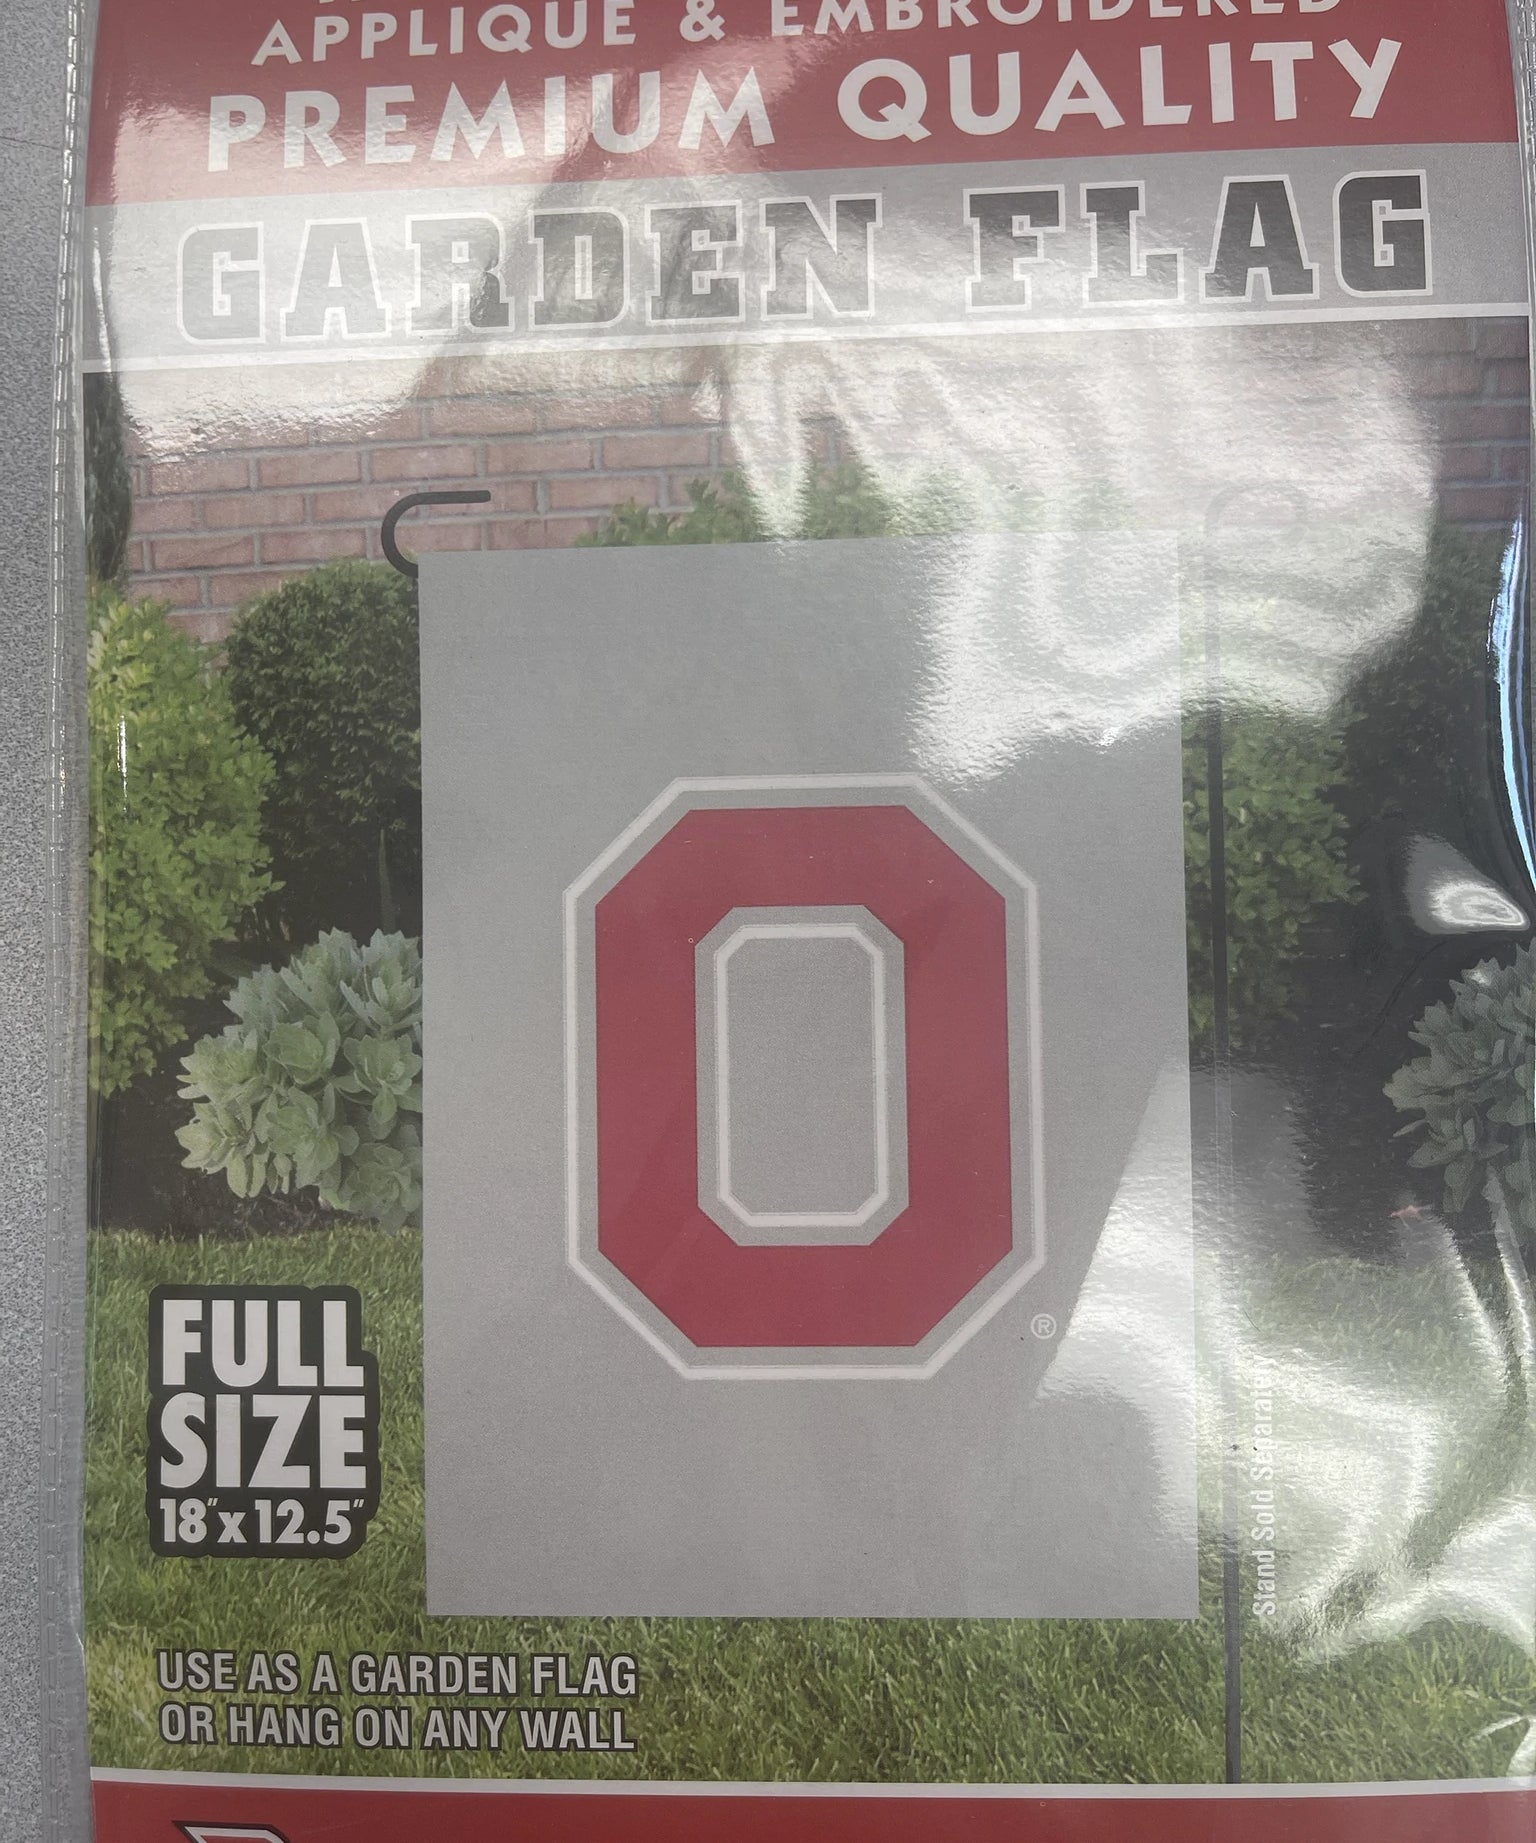 APPLIQUE & EMBROIDERED
PREMIUM QUALITY
GARDEN FLAG
O
®
FULL
SIZE
18"x12.5"
Stand Sold Separately
USE AS A GARDEN FLAG
OR HANG ON ANY WALL